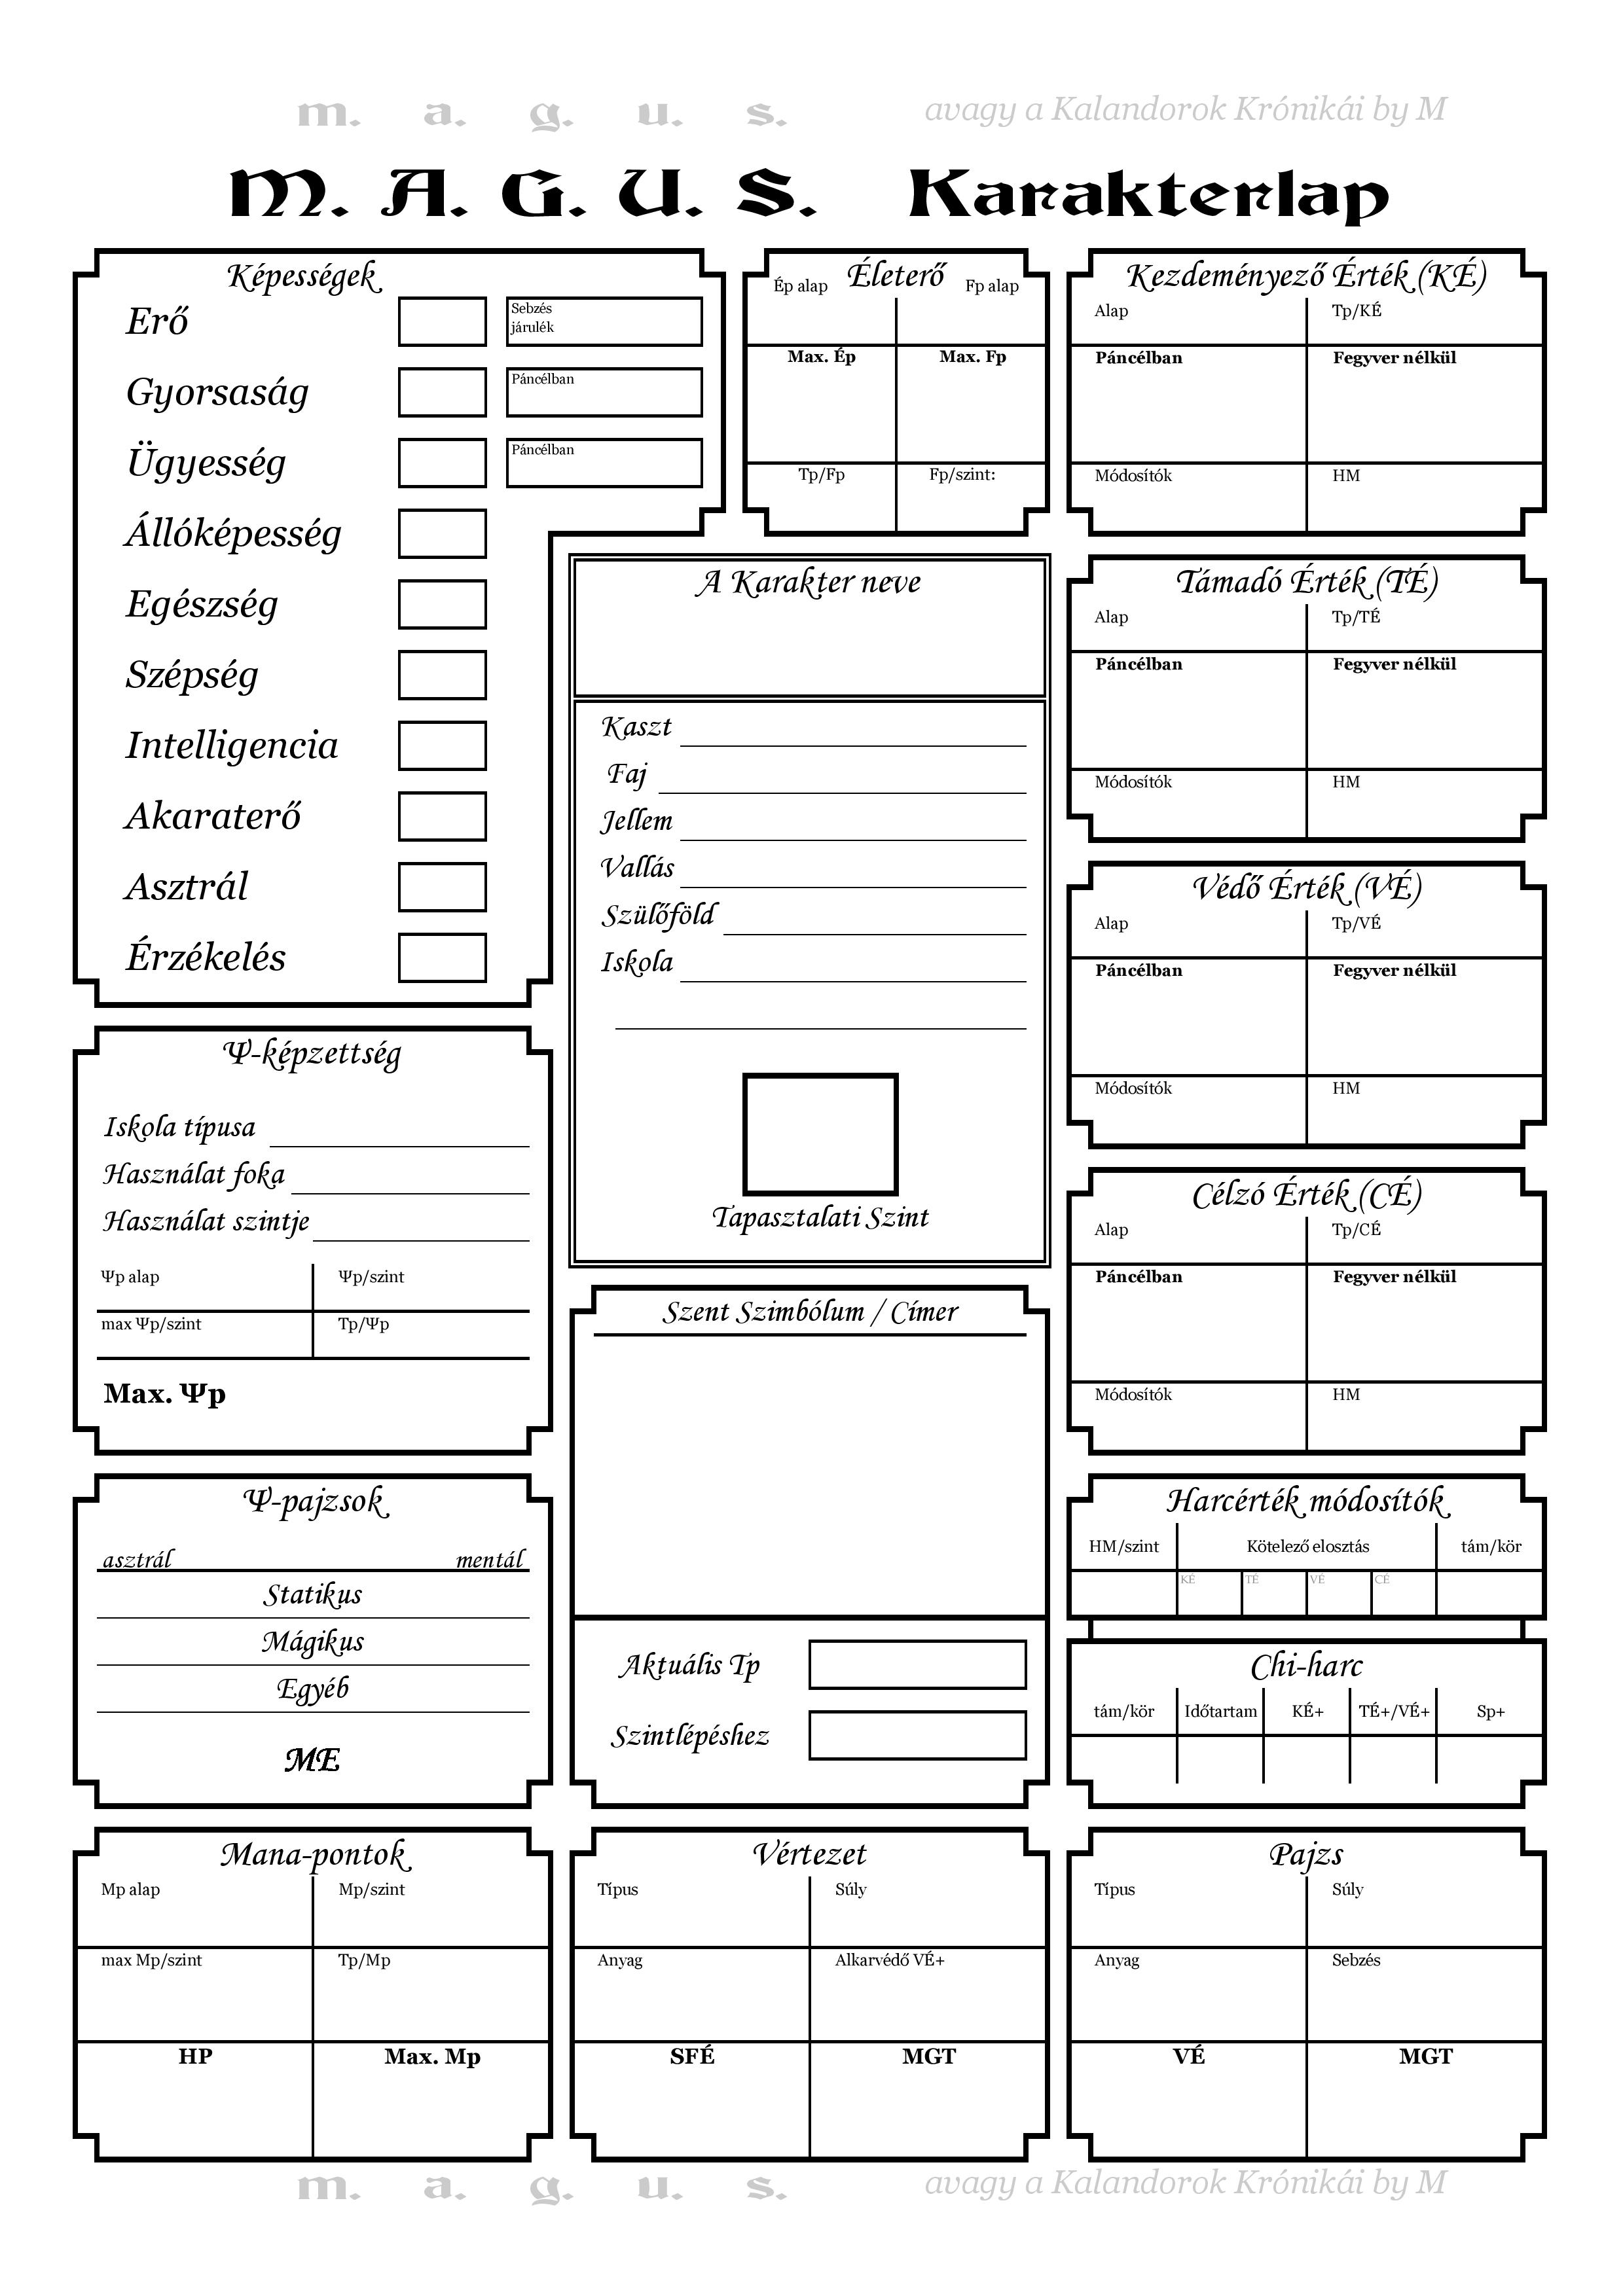 m. a. g. u. s. avagy a Kalandorok Krónikái by M
M. A. G. U. S. Karakterlap
Képességek
Erő
Sebzés
járulék
Gyorsaság
Páncélban
Ügyesség
Páncélban
Állóképesség
Egészség
Szépség
Intelligencia
Akaraterő
Asztrál
Érzékelés
Életerő
Ép alap Fp alap
Max. Ép Max. Fp
Tp/Fp Fp/szint:
Kezdeményező Érték (KÉ)
Alap Tp/KÉ
Páncélban Fegyver nélkül
Módosítók HM
A Karakter neve
Kaszt
Faj
Jellem
Vallás
Szülőföld
Iskola
Tapasztalati Szint
Támadó Érték (TÉ)
Alap Tp/TÉ
Páncélban Fegyver nélkül
Módosítók HM
Védő Érték (VÉ)
Alap Tp/VÉ
Páncélban Fegyver nélkül
Módosítók HM
Célzó Érték (CÉ)
Alap Tp/CÉ
Páncélban Fegyver nélkül
Módosítók HM
Ψ-képzettség
Iskola típusa
Használat foka
Használat szintje
Ψp alap Ψp/szint
max Ψp/szint Tp/Ψp
Max. Ψp
Szent Szimbólum / Címer
Aktuális Tp
Szintlépéshez
Ψ-pajzsok
asztrál mentál
Statikus
Mágikus
Egyéb
ME
Harcérték módosítók
HM/szint Kötelező elosztás tám/kör
KÉ TÉ VÉ CÉ
Chi-harc
tám/kör Időtartam KÉ+ TÉ+/VÉ+ Sp+
Mana-pontok
Mp alap Mp/szint
max Mp/szint Tp/Mp
HP Max. Mp
Vértezet
Típus Súly
Anyag Alkarvédő VÉ+
SFÉ MGT
Pajzs
Típus Súly
Anyag Sebzés
VÉ MGT
m. a. g. u. s. avagy a Kalandorok Krónikái by M